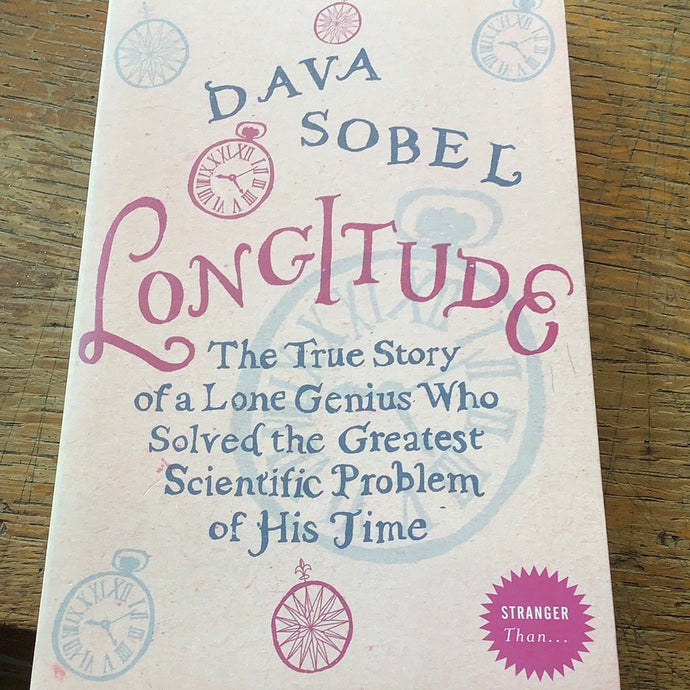 DAVA
SOBEL
LONGITUDE
The True Story
of a Lone Genius Who
Solved the Greatest
Scientific Problem
of His Time
STRANGER
Than...